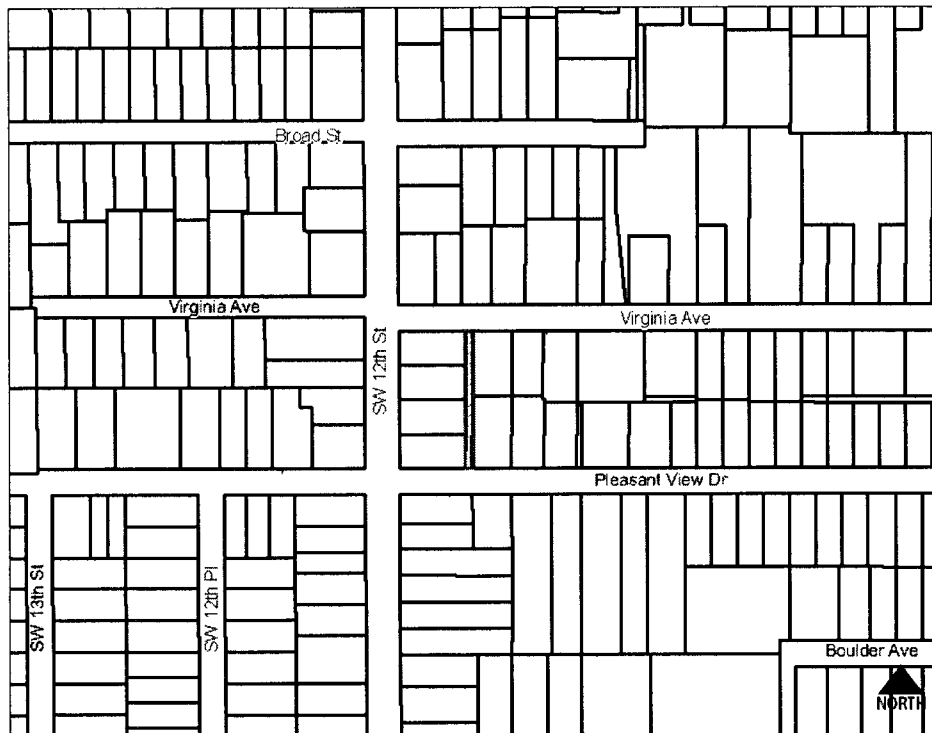 Broad St
Virginia Ave
Virginia Ave
SW 12th St
Pleasant View Dr
SW 13th St
SW 12th Pl
Boulder Ave
NORTH